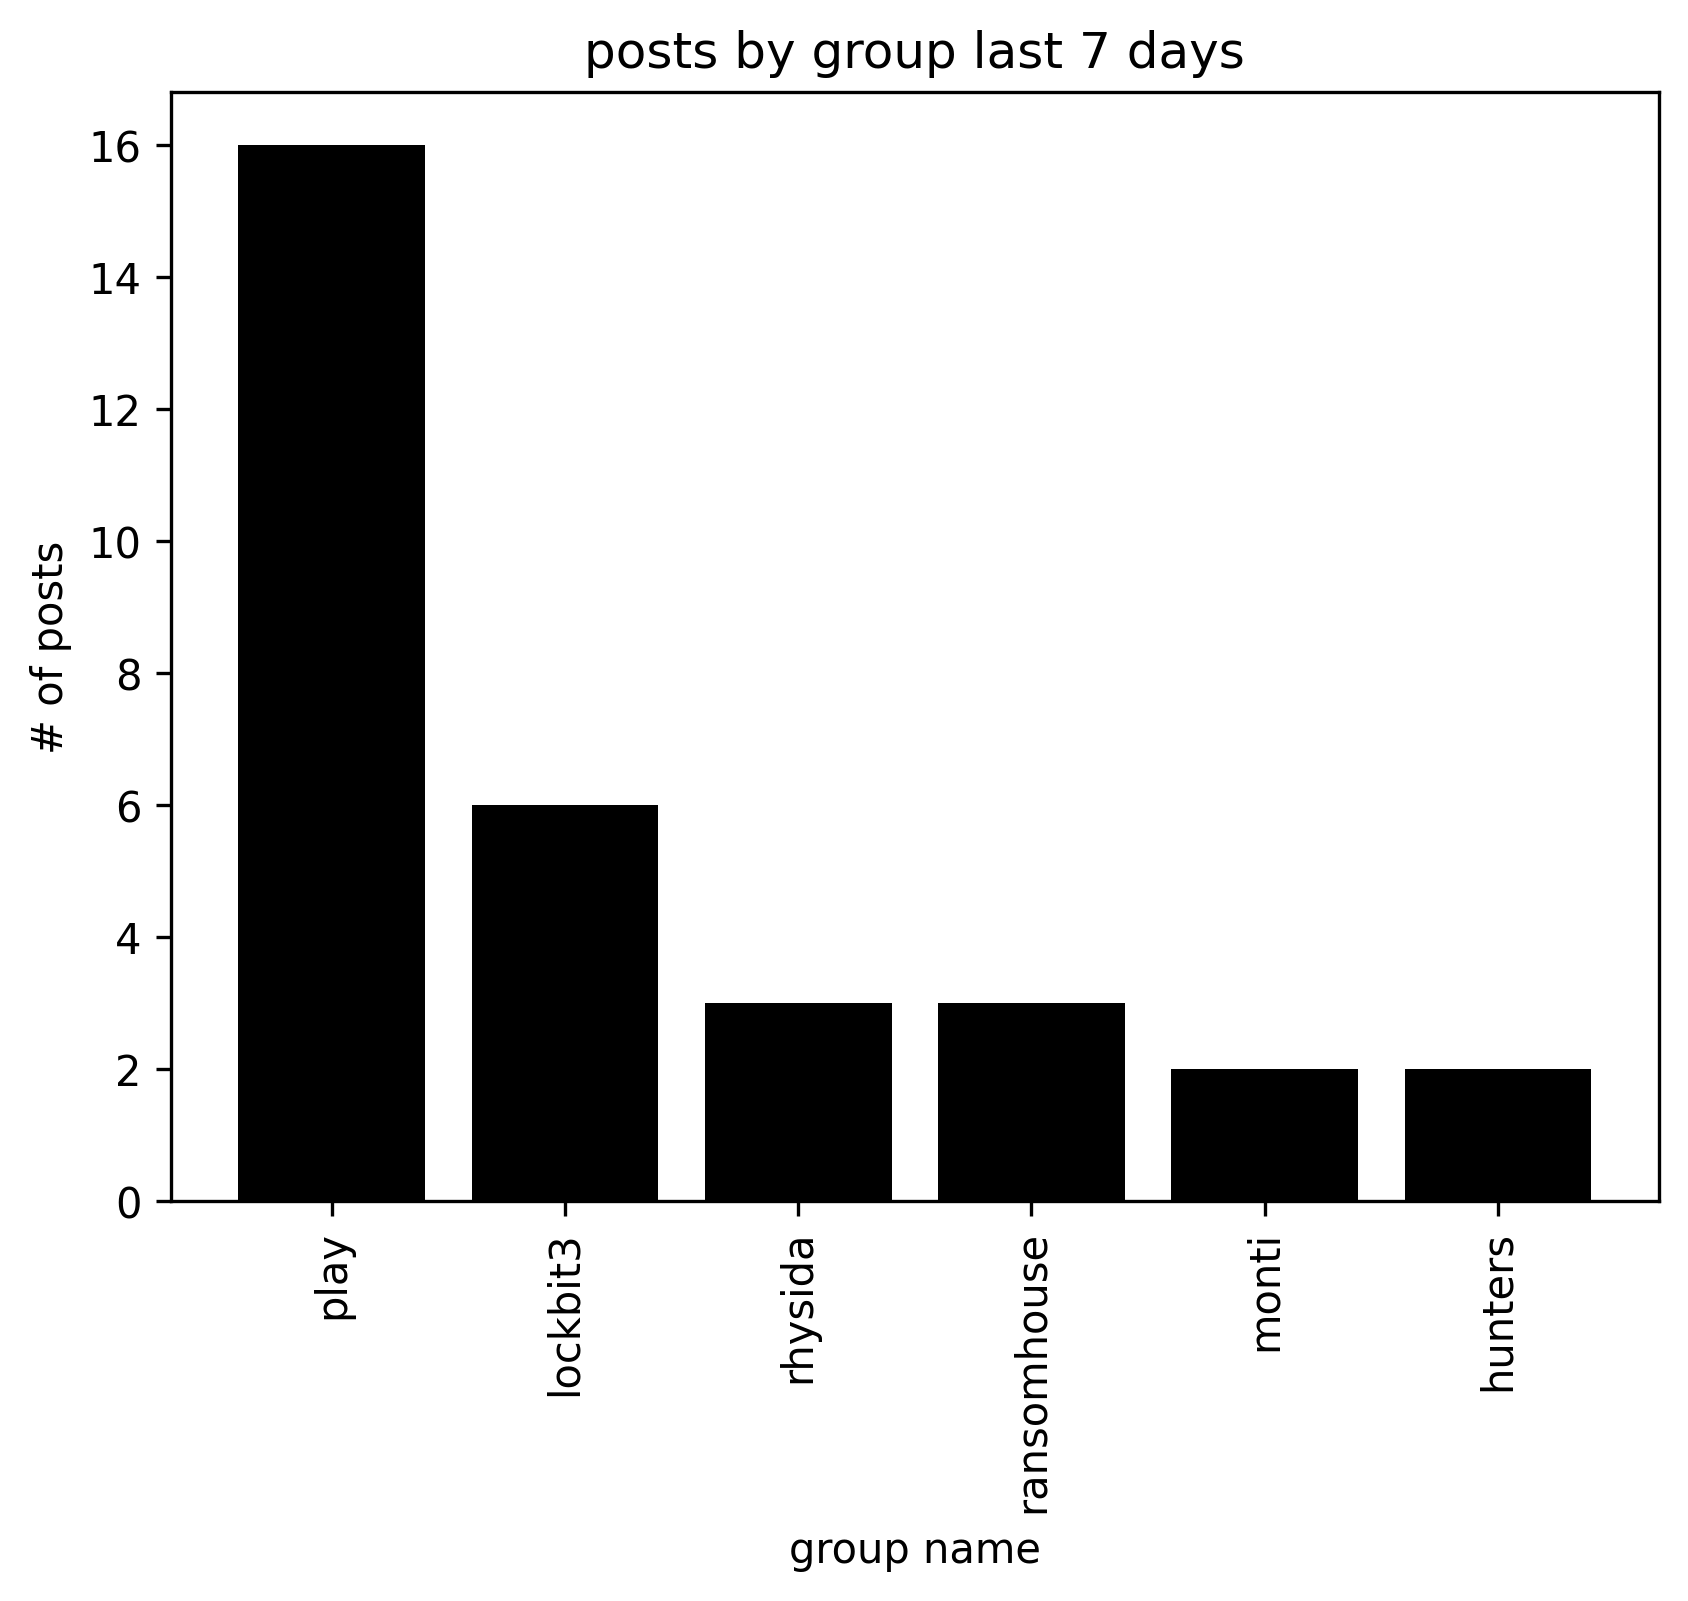 posts by group last 7 days
16
14
12
10
8
6
4
2
0
# of posts
play
lockbit3
rhysida
ransomhouse
monti
hunters
group name